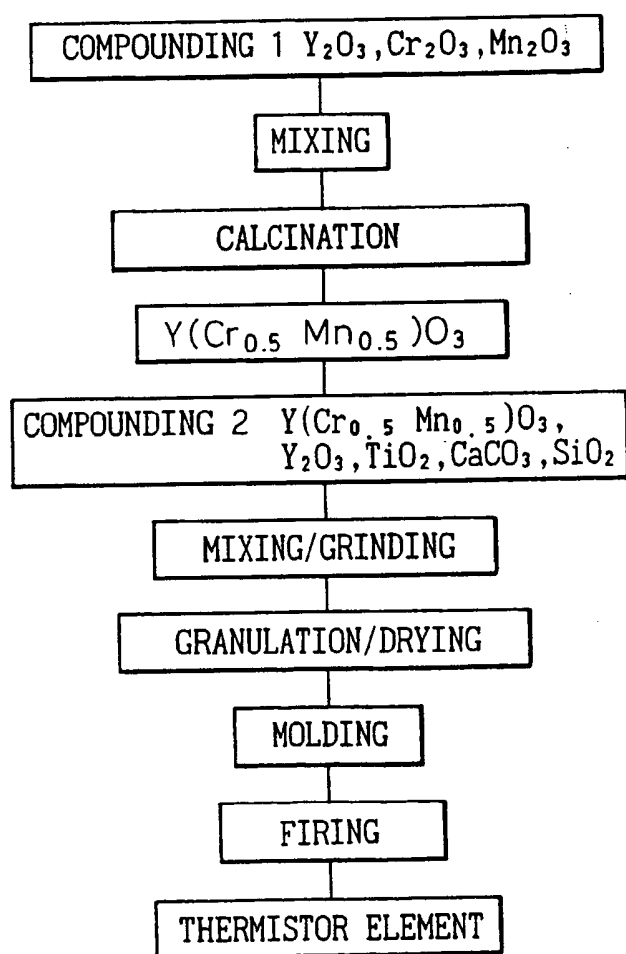 COMPOUNDING 1 Y₂O₃,Cr₂O₃,Mn₂O₃
MIXING
CALCINATION
Y(Cr₀.₅ Mn₀.₅)O₃
COMPOUNDING 2 Y(Cr₀.₅ Mn₀.₅)O₃,
Y₂O₃,TiO₂,CaCO₃,SiO₂
MIXING/GRINDING
GRANULATION/DRYING
MOLDING
FIRING
THERMISTOR ELEMENT